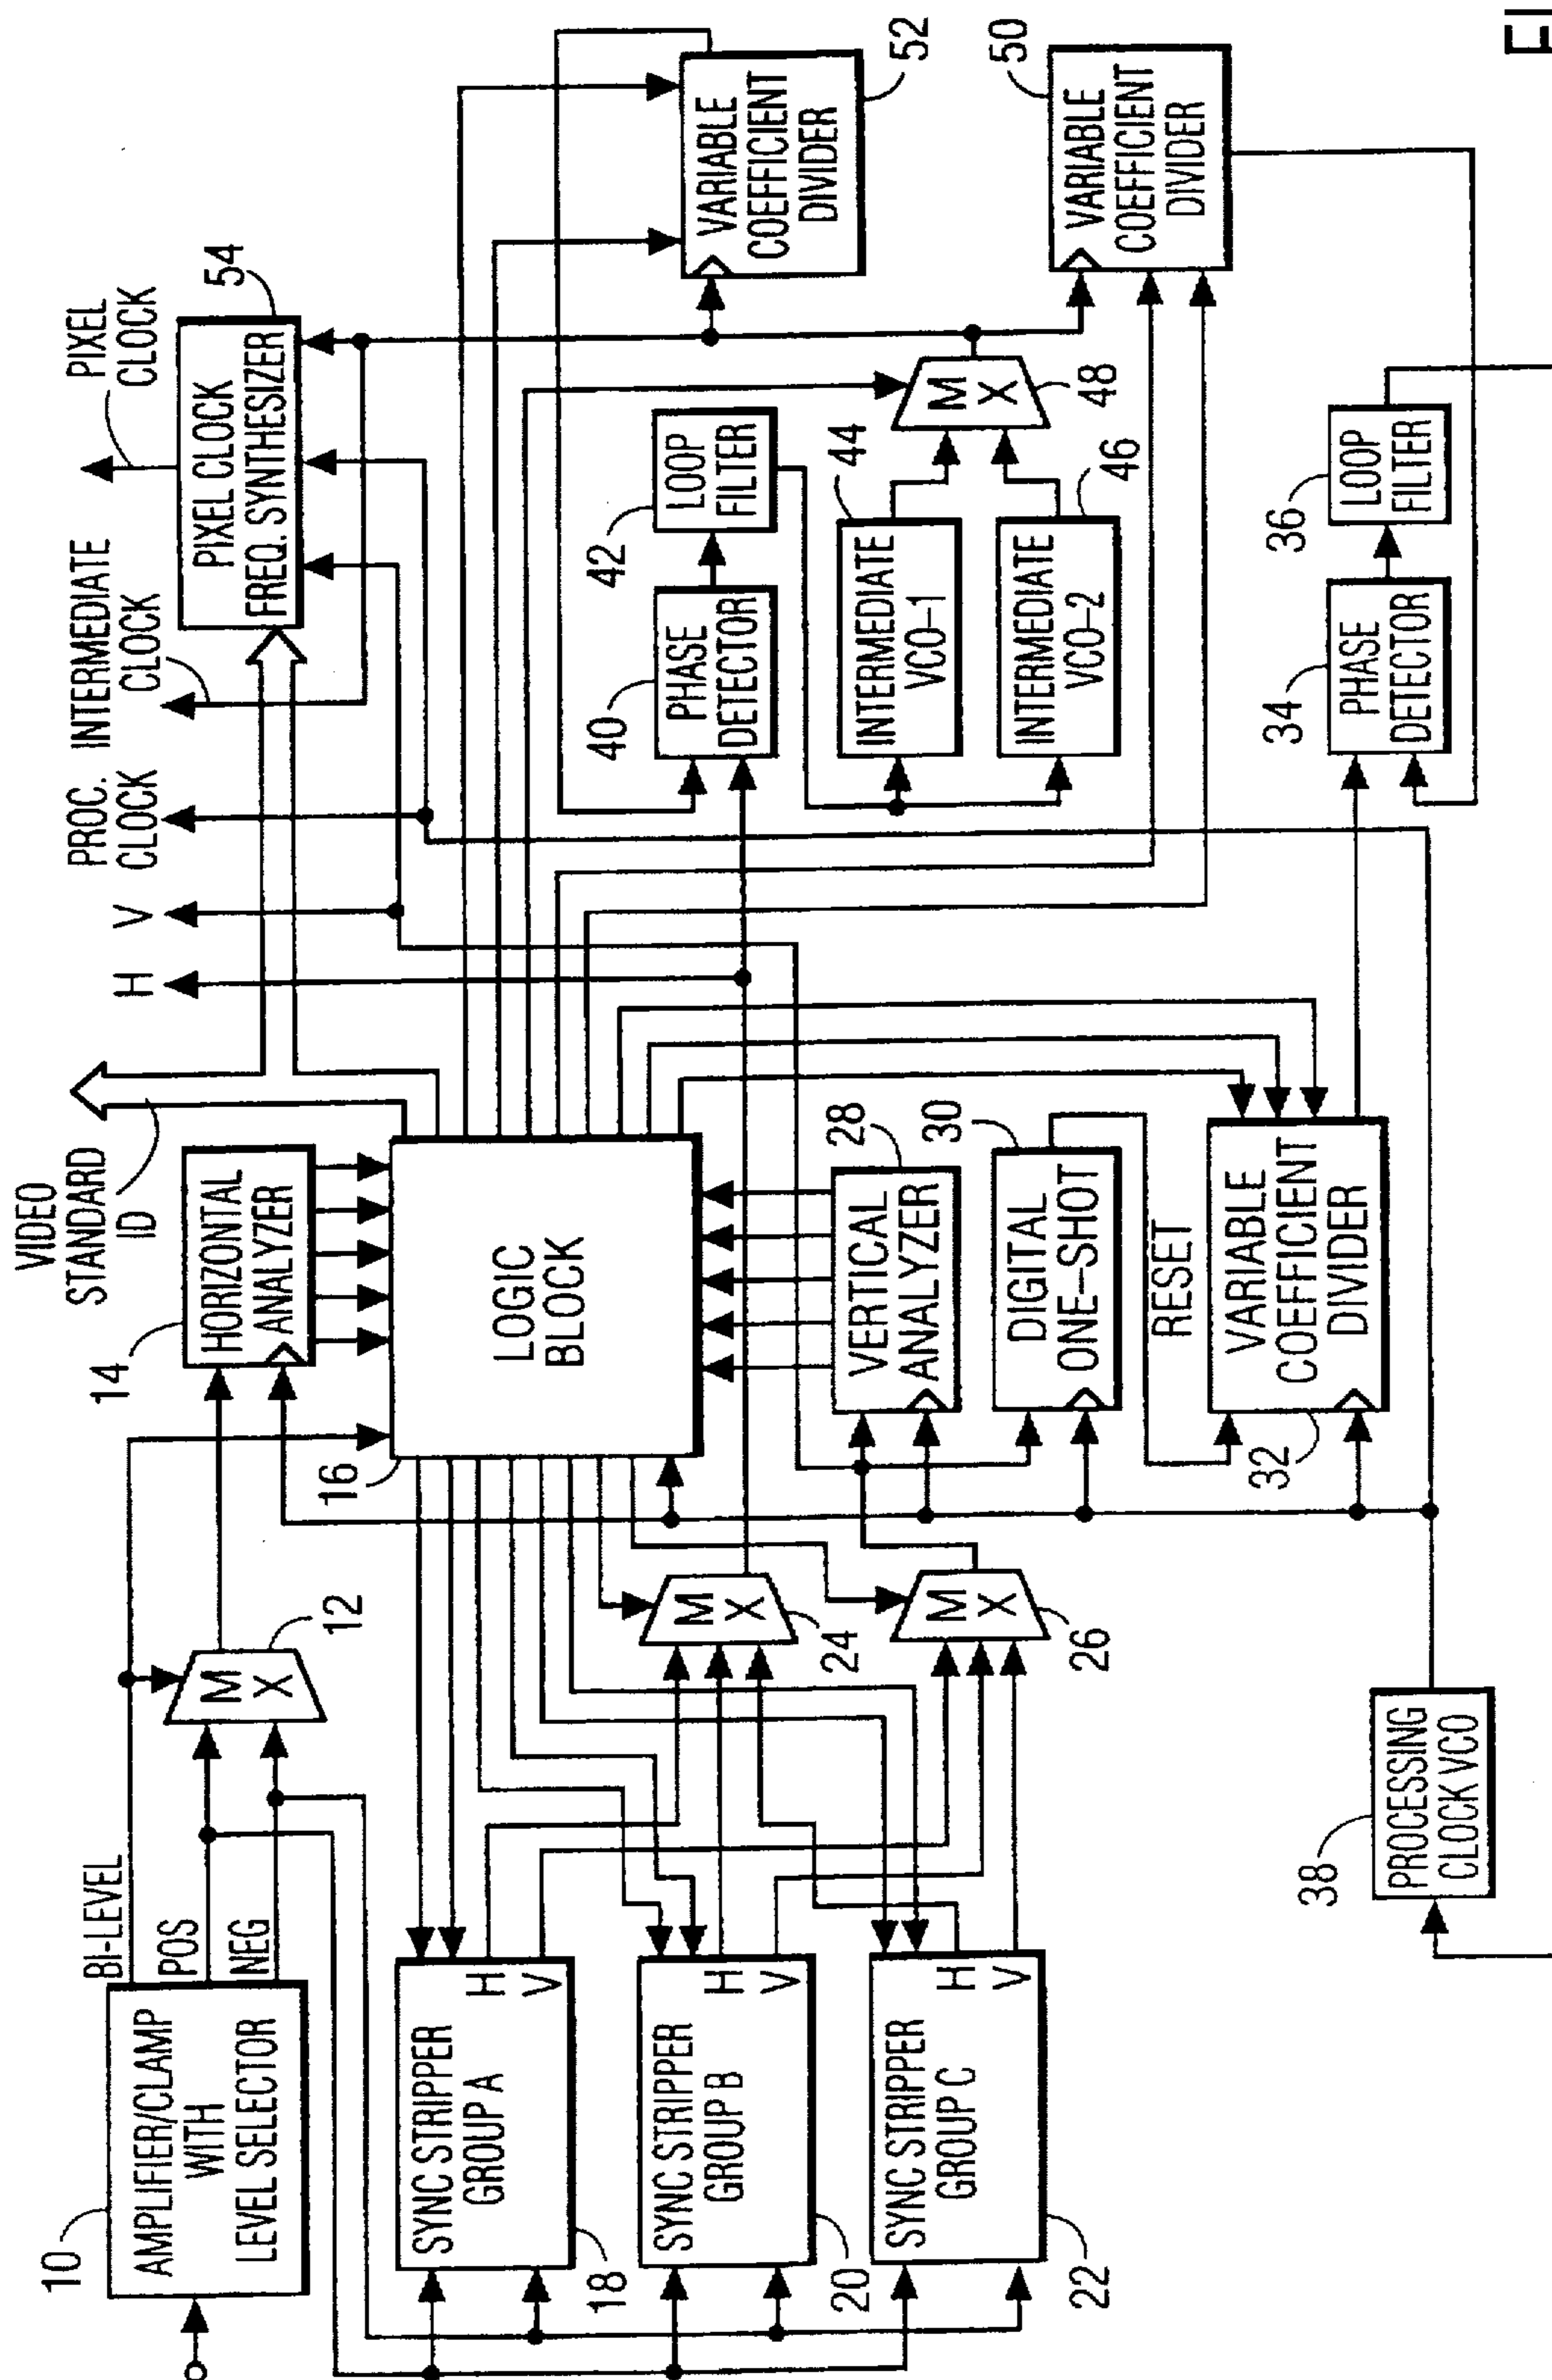 10
AMPLIFIER/CLAMP
WITH
LEVEL SELECTOR
BI-LEVEL
POS
NEG
M
X
12
14
HORIZONTAL
ANALYZER
VIDEO
STANDARD
ID
H
V
PROC.
CLOCK
INTERMEDIATE
CLOCK
PIXEL
CLOCK
PIXEL CLOCK
FREQ. SYNTHESIZER
54
16
LOGIC
BLOCK
SYNC STRIPPER
GROUP A
H
V
18
SYNC STRIPPER
GROUP B
H
V
20
SYNC STRIPPER
GROUP C
H
V
22
M
X
24
M
X
26
VERTICAL
ANALYZER
28
DIGITAL
ONE-SHOT
30
RESET
VARIABLE
COEFFICIENT
DIVIDER
32
40
PHASE
DETECTOR
42
LOOP
FILTER
INTERMEDIATE
VCO-1
44
INTERMEDIATE
VCO-2
46
M
X
48
VARIABLE
COEFFICIENT
DIVIDER
52
VARIABLE
COEFFICIENT
DIVIDER
50
34
PHASE
DETECTOR
36
LOOP
FILTER
38
PROCESSING
CLOCK VCO